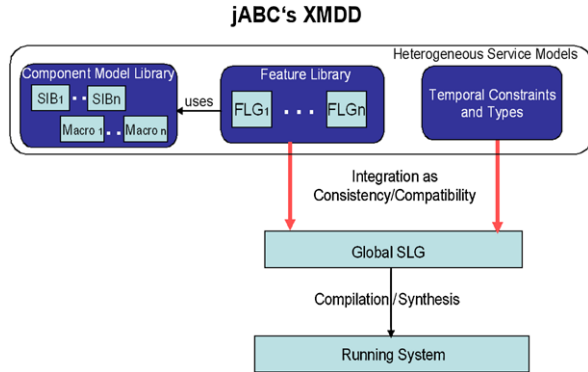 jABC's XMDD
Heterogeneous Service Models
Component Model Library
SIB1 .. SIBn
Macro 1 .. Macro n
uses
Feature Library
FLG1 ... FLGn
Temporal Constraints
and Types
Integration as
Consistency/Compatibility
Global SLG
Compilation/Synthesis
Running System